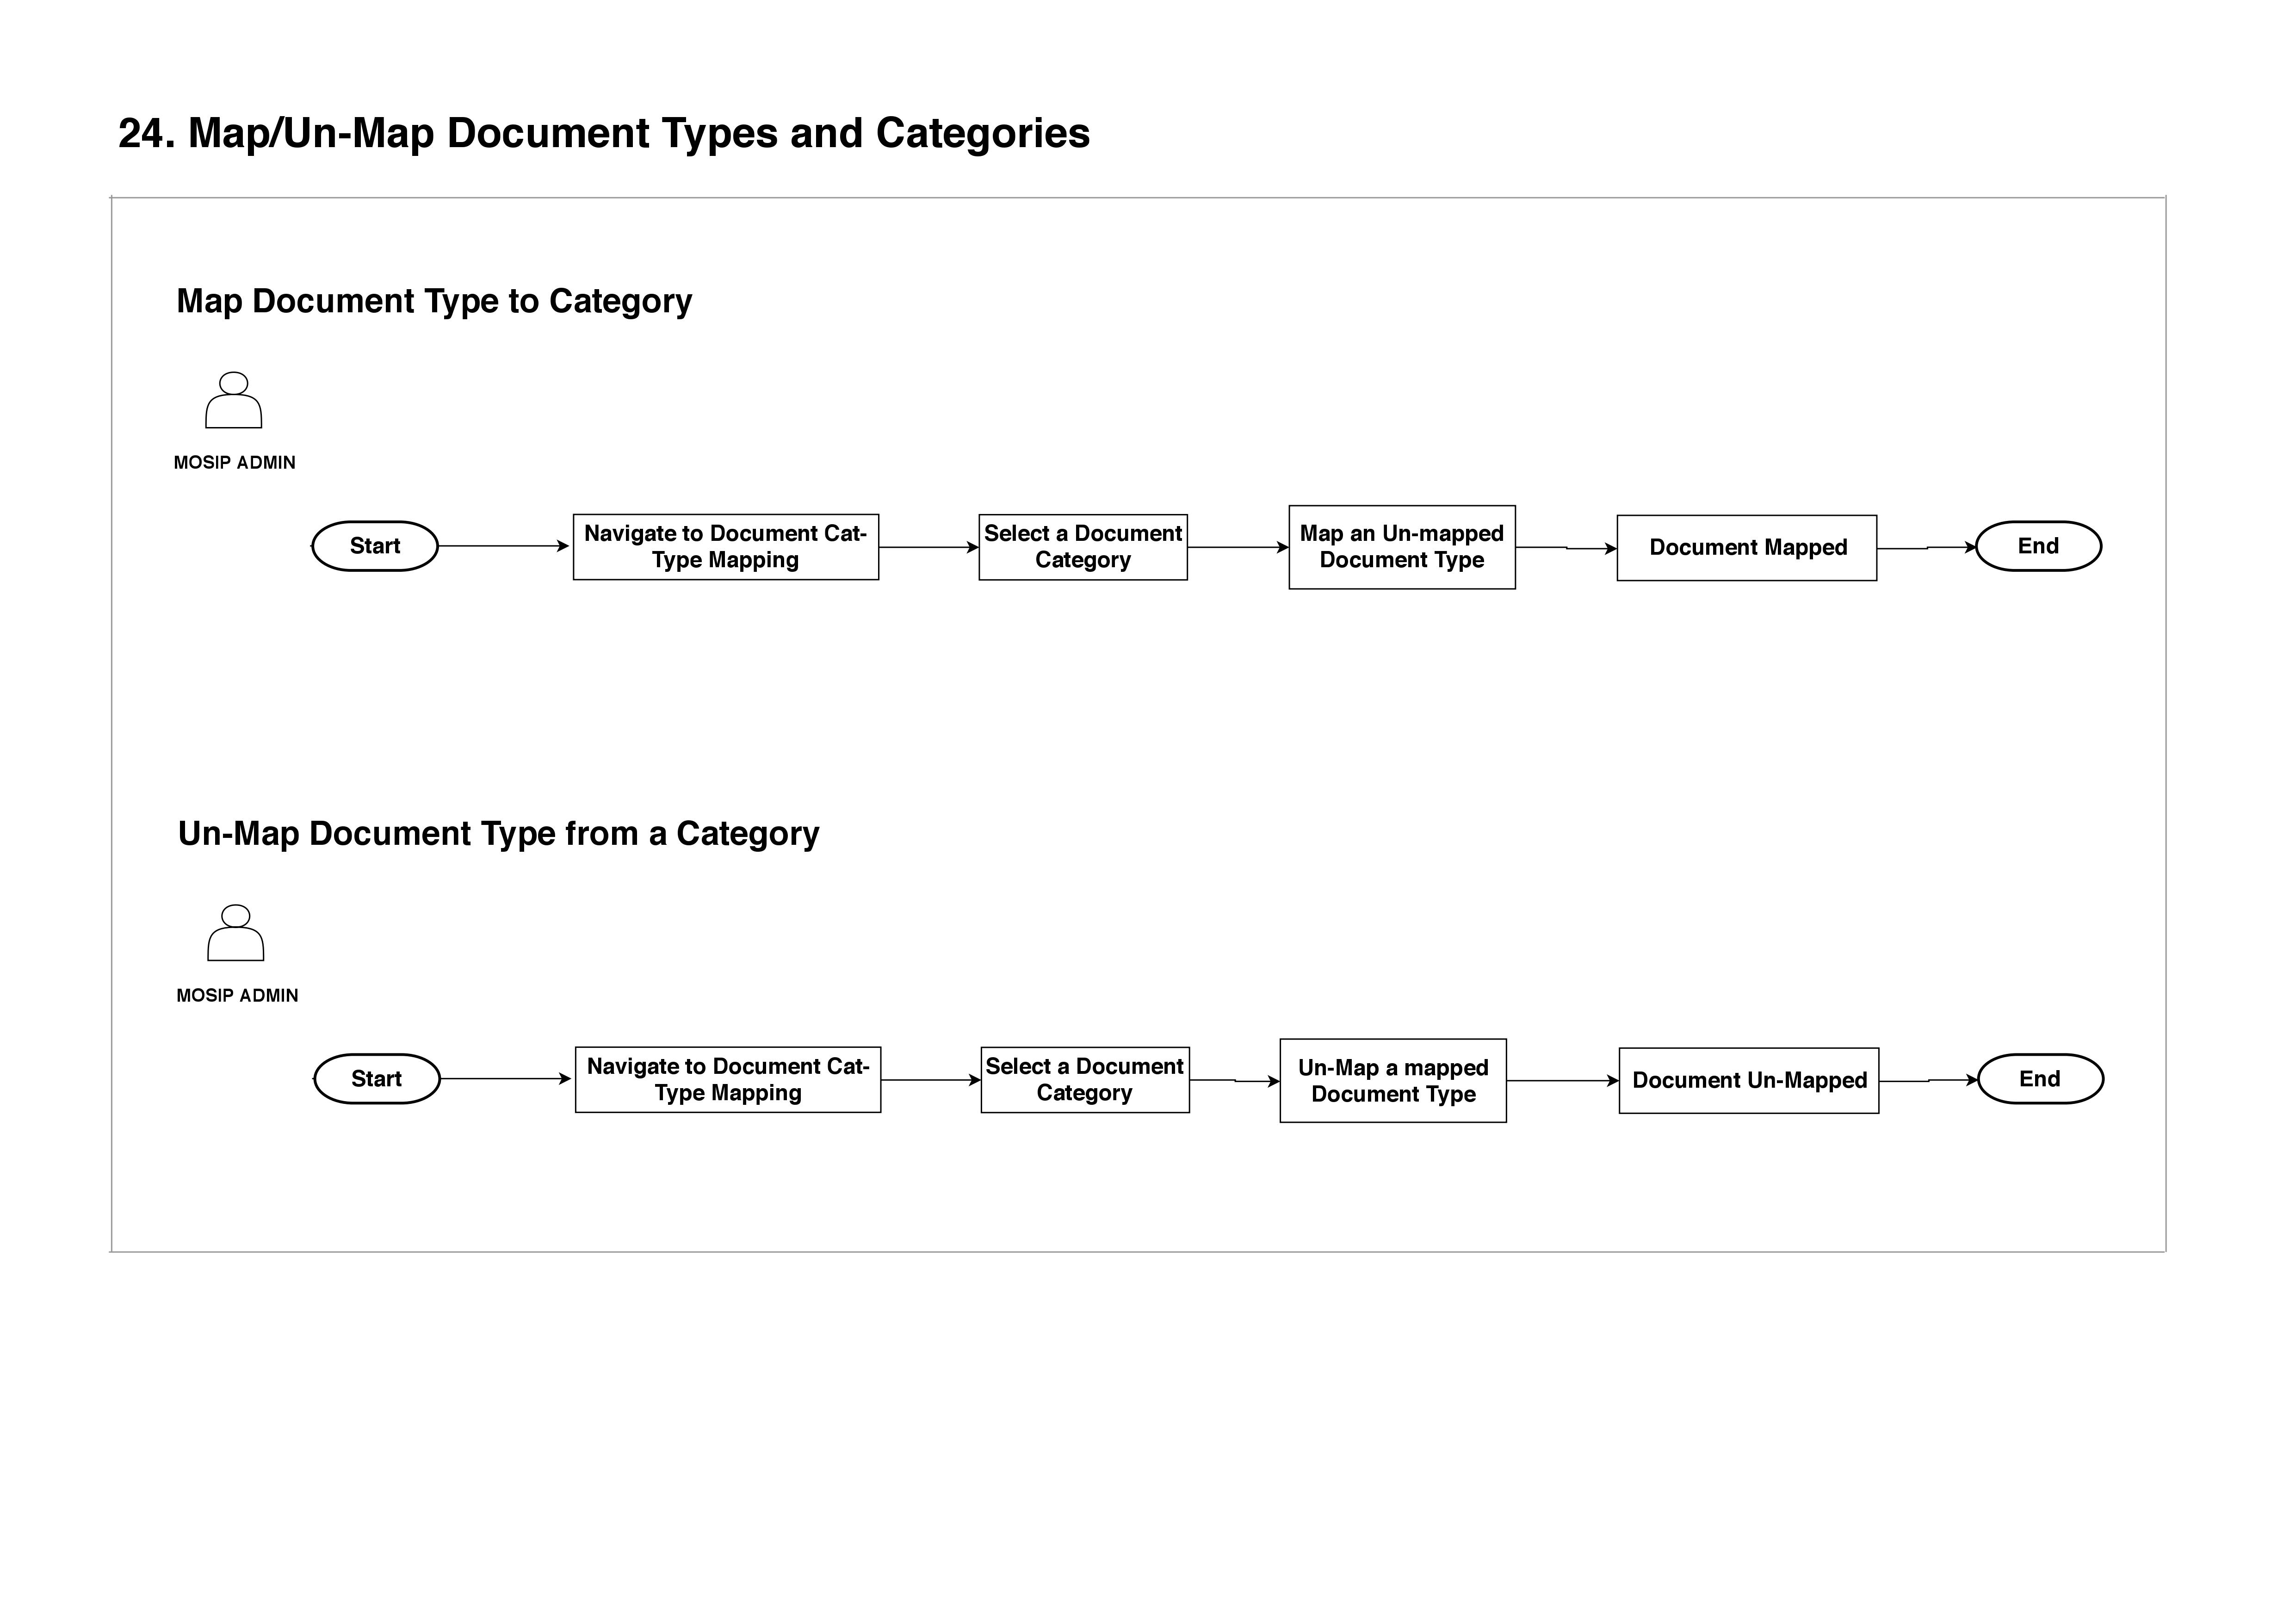 24. Map/Un-Map Document Types and Categories
Map Document Type to Category
MOSIP ADMIN
Start
Navigate to Document Cat-
Type Mapping
Select a Document
Category
Map an Un-mapped
Document Type
Document Mapped
End
Un-Map Document Type from a Category
MOSIP ADMIN
Start
Navigate to Document Cat-
Type Mapping
Select a Document
Category
Un-Map a mapped
Document Type
Document Un-Mapped
End